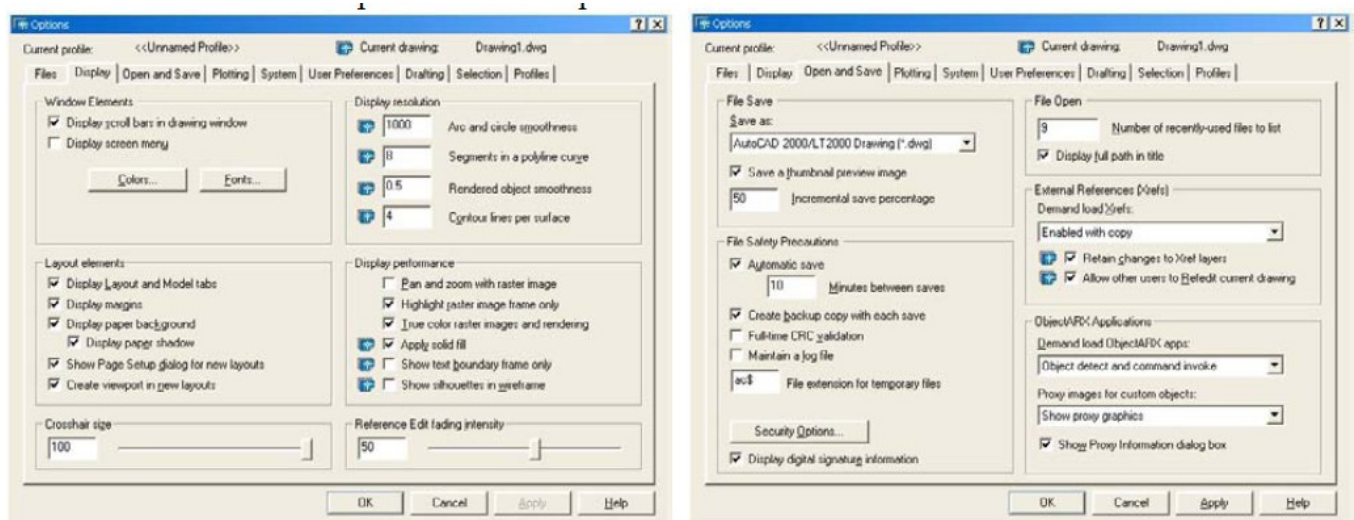 Options
Current profile: <<Unnamed Profile>> Current drawing: Drawing1.dwg
Files Display Open and Save Plotting System User Preferences Drafting Selection Profiles
Window Elements
Display scroll bars in drawing window
Display screen menu
Colors... Fonts...
Display resolution
1000 Arc and circle smoothness
8 Segments in a polyline curve
0.5 Rendered object smoothness
4 Contour lines per surface
Layout elements
Display Layout and Model tabs
Display margins
Display paper background
Display paper shadow
Show Page Setup dialog for new layouts
Create viewport in new layouts
Display performance
Pan and zoom with raster image
Highlight raster image frame only
True color raster images and rendering
Apply solid fill
Show text boundary frame only
Show silhouettes in wireframe
Crosshair size
100
Reference Edit fading intensity
50
OK Cancel Apply Help
Options
Current profile: <<Unnamed Profile>> Current drawing: Drawing1.dwg
Files Display Open and Save Plotting System User Preferences Drafting Selection Profiles
File Save
Save as:
AutoCAD 2000/LT2000 Drawing (*.dwg)
Save a thumbnail preview image
50 Incremental save percentage
File Safety Precautions
Automatic save
10 Minutes between saves
Create backup copy with each save
Full-time CRC validation
Maintain a log file
ac$ File extension for temporary files
Security Options...
Display digital signature information
File Open
9 Number of recently-used files to list
Display full path in title
External References (Xrefs)
Demand load Xrefs:
Enabled with copy
Retain changes to Xref layers
Allow other users to Refedit current drawing
ObjectARX Applications
Demand load ObjectARX apps:
Object detect and command invoke
Proxy images for custom objects:
Show proxy graphics
Show Proxy Information dialog box
OK Cancel Apply Help